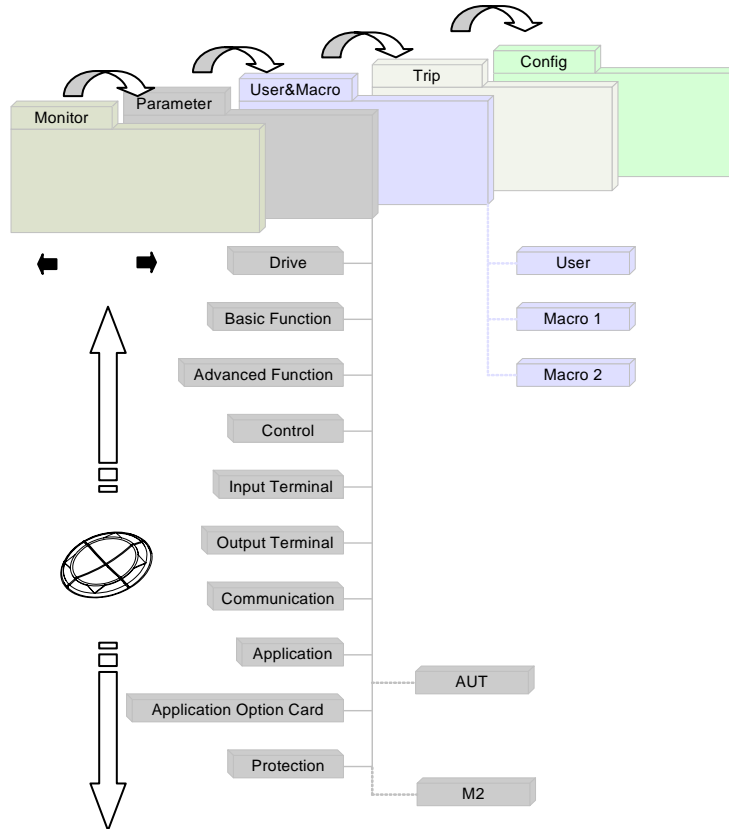 Config
Trip
User&Macro
Parameter
Monitor
Drive
User
Basic Function
Macro 1
Advanced Function
Macro 2
Control
Input Terminal
Output Terminal
Communication
Application
AUT
Application Option Card
Protection
M2